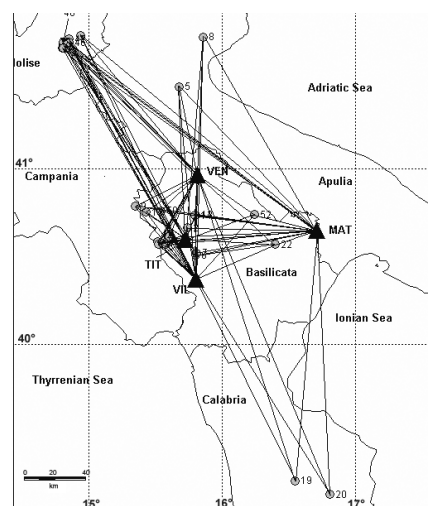 8
olise
5
Adriatic Sea
41°
VEN
Campania
Apulia
52
MAT
22
TIT
Basilicata
VIL
Ionian Sea
40°
Thyrrenian Sea
Calabria
19
20
0 20 40
km
15°
16°
17°